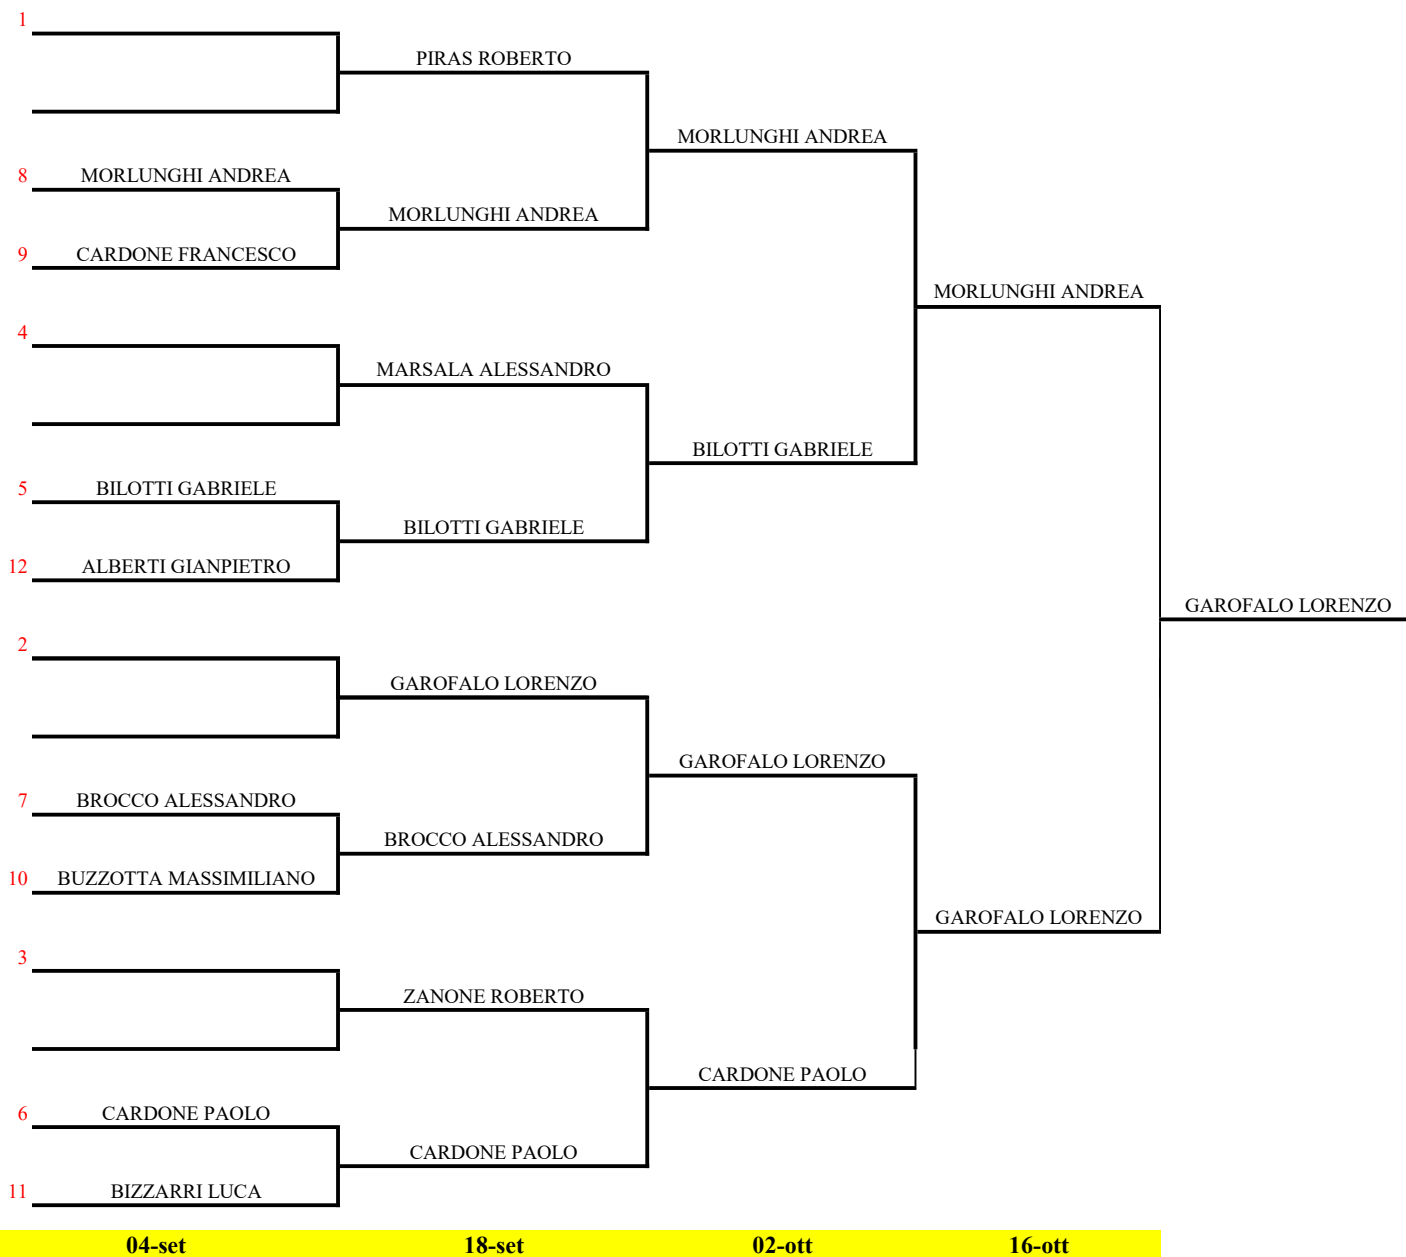 1
PIRAS ROBERTO
MORLUNGHI ANDREA
8 MORLUNGHI ANDREA
MORLUNGHI ANDREA
9 CARDONE FRANCESCO
MORLUNGHI ANDREA
4
MARSALA ALESSANDRO
BILOTTI GABRIELE
5 BILOTTI GABRIELE
BILOTTI GABRIELE
12 ALBERTI GIANPIETRO
GAROFALO LORENZO
2
GAROFALO LORENZO
GAROFALO LORENZO
7 BROCCO ALESSANDRO
BROCCO ALESSANDRO
10 BUZZOTTA MASSIMILIANO
GAROFALO LORENZO
3
ZANONE ROBERTO
CARDONE PAOLO
6 CARDONE PAOLO
CARDONE PAOLO
11 BIZZARRI LUCA
04-set 18-set 02-ott 16-ott